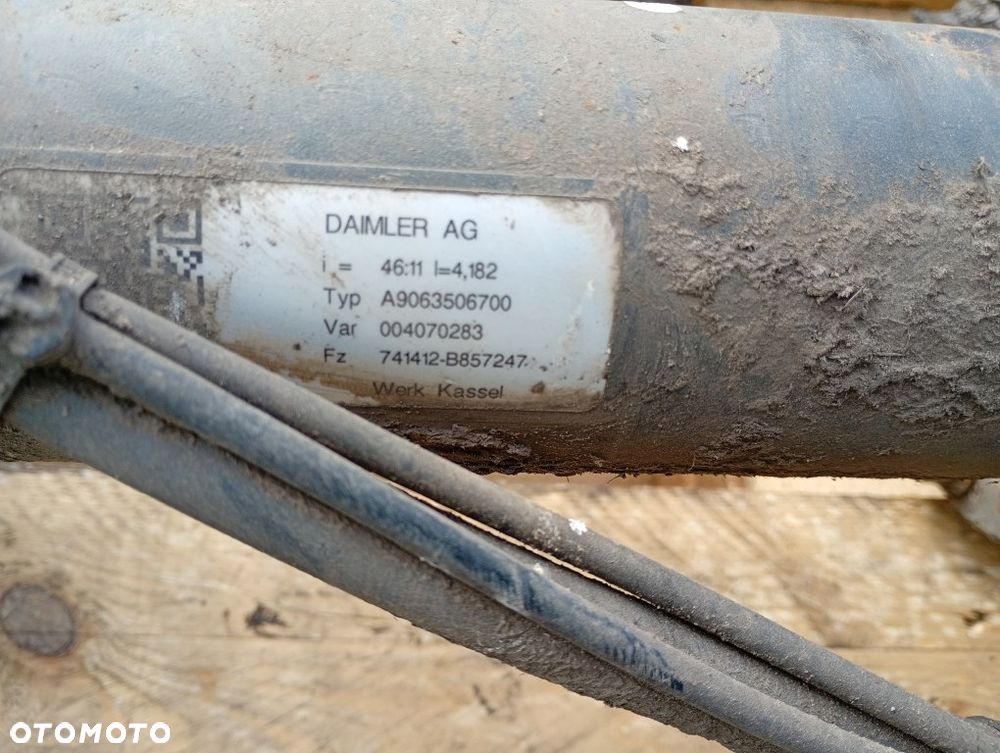 DAIMLER AG
i = 46:11 I=4,182
Typ A9063506700
Var 004070283
Fz 741412-B857247
Werk Kassel
OTOMOTO